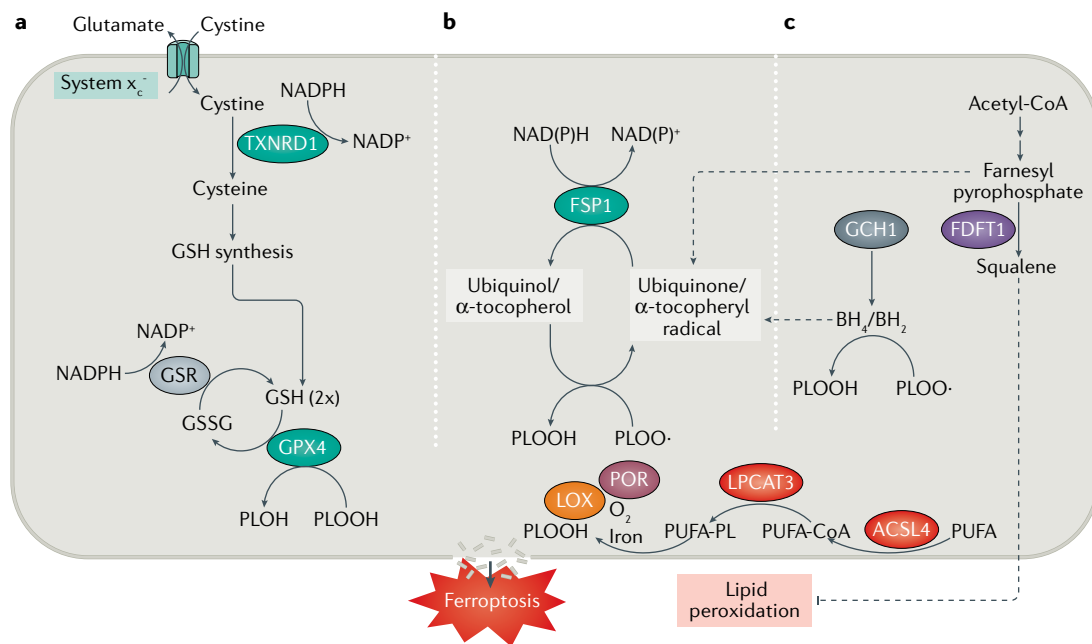 a
Glutamate
Cystine
System x꜀⁻
Cystine
NADPH
TXNRD1
NADP⁺
Cysteine
GSH synthesis
NADP⁺
NADPH
GSR
GSH (2x)
GSSG
GPX4
PLOH
PLOOH
b
NAD(P)H
NAD(P)⁺
FSP1
Ubiquinol/
α-tocopherol
Ubiquinone/
α-tocopheryl
radical
PLOOH
PLOO·
POR
LOX
LPCAT3
PLOOH
O₂
Iron
PUFA-PL
PUFA-CoA
ACSL4
PUFA
Ferroptosis
Lipid
peroxidation
c
Acetyl-CoA
Farnesyl
pyrophosphate
GCH1
FDFT1
Squalene
BH₄/BH₂
PLOOH
PLOO·